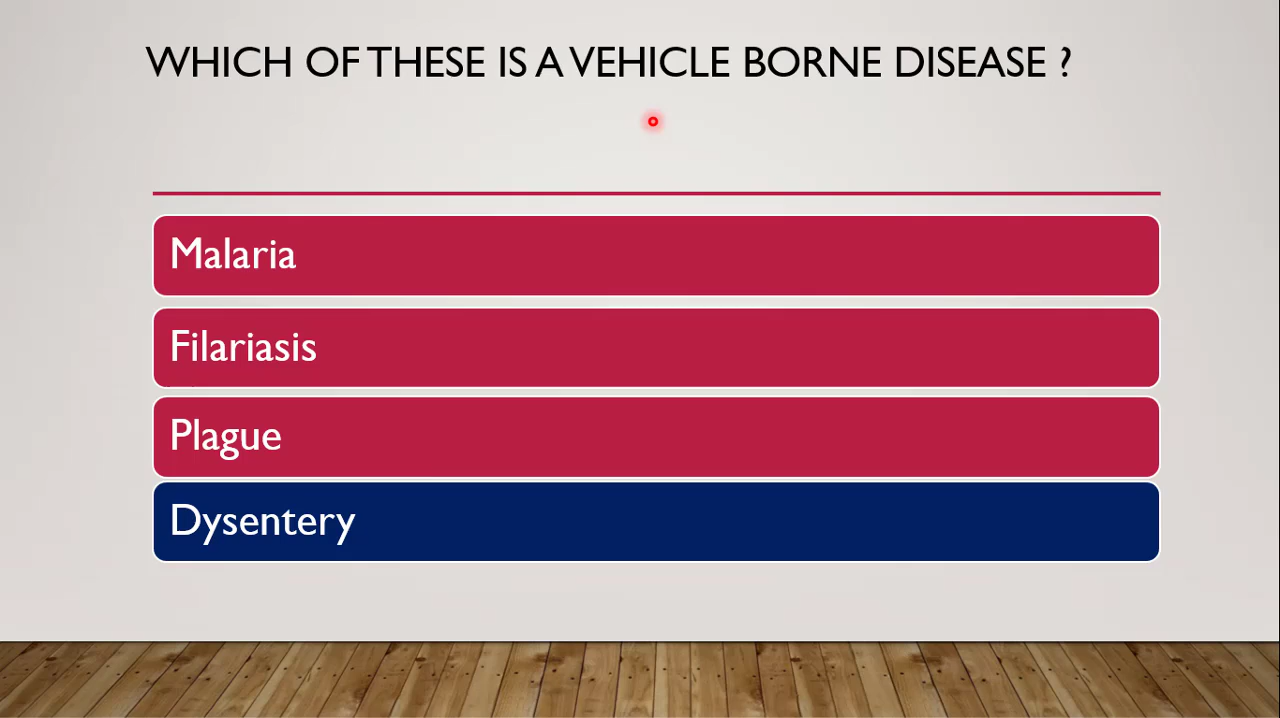 WHICH OF THESE IS A VEHICLE BORNE DISEASE ?
Malaria
Filariasis
Plague
Dysentery